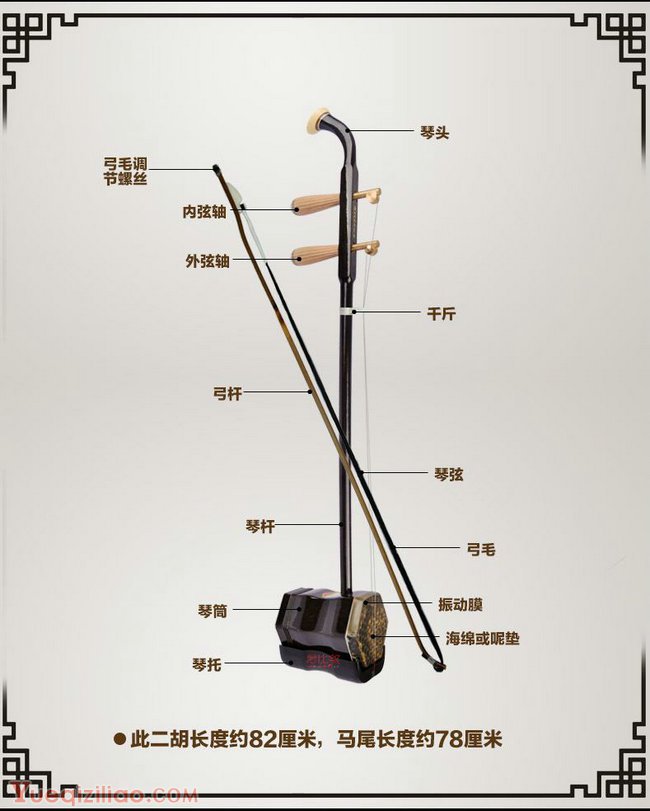 琴头
弓毛调
节螺丝
内弦轴
外弦轴
千斤
弓杆
琴弦
琴杆
弓毛
振动膜
琴筒
海绵或呢垫
琴托
●此二胡长度约82厘米，马尾长度约78厘米
Yueqiziliao.com